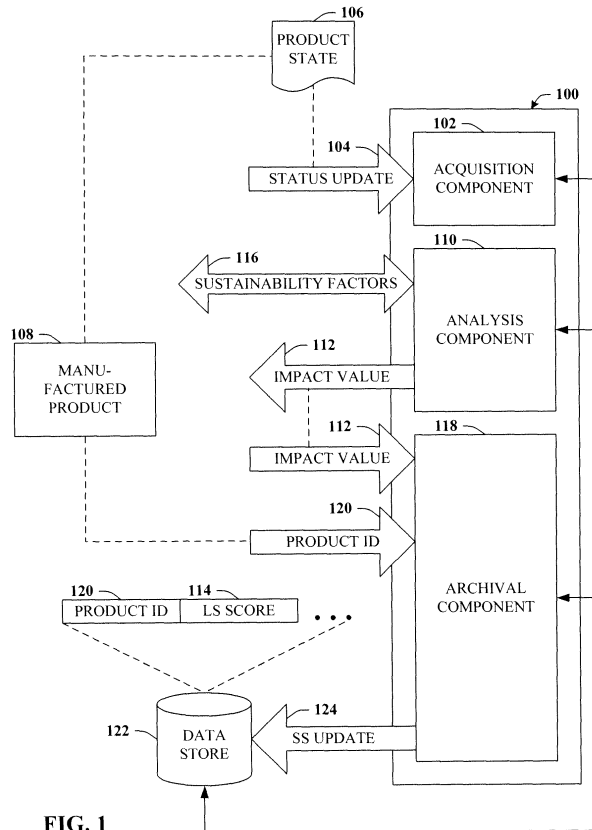 106
PRODUCT
STATE
100
102
ACQUISITION
COMPONENT
104
STATUS UPDATE
110
ANALYSIS
COMPONENT
116
SUSTAINABILITY FACTORS
108
MANU-
FACTURED
PRODUCT
112
IMPACT VALUE
112
IMPACT VALUE
118
ARCHIVAL
COMPONENT
120
PRODUCT ID
120
114
PRODUCT ID
LS SCORE
• • •
122
DATA
STORE
124
SS UPDATE
FIG. 1